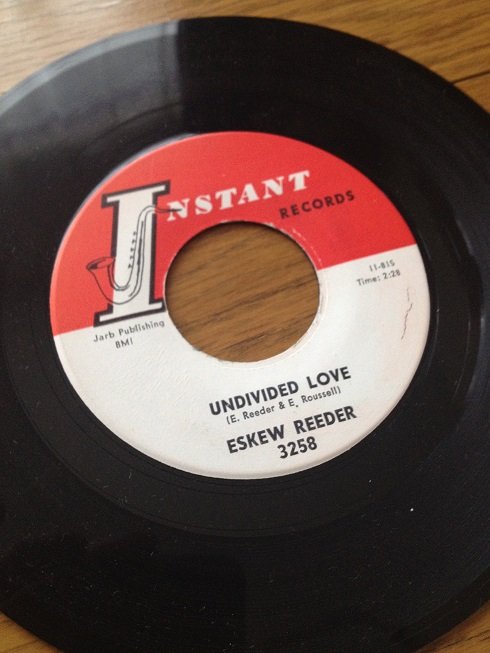 INSTANT
RECORDS
11-815
Time: 2:28
Jarb Publishing
BMI
UNDIVIDED LOVE
(E. Reeder & E. Roussell)
ESKEW REEDER
3258